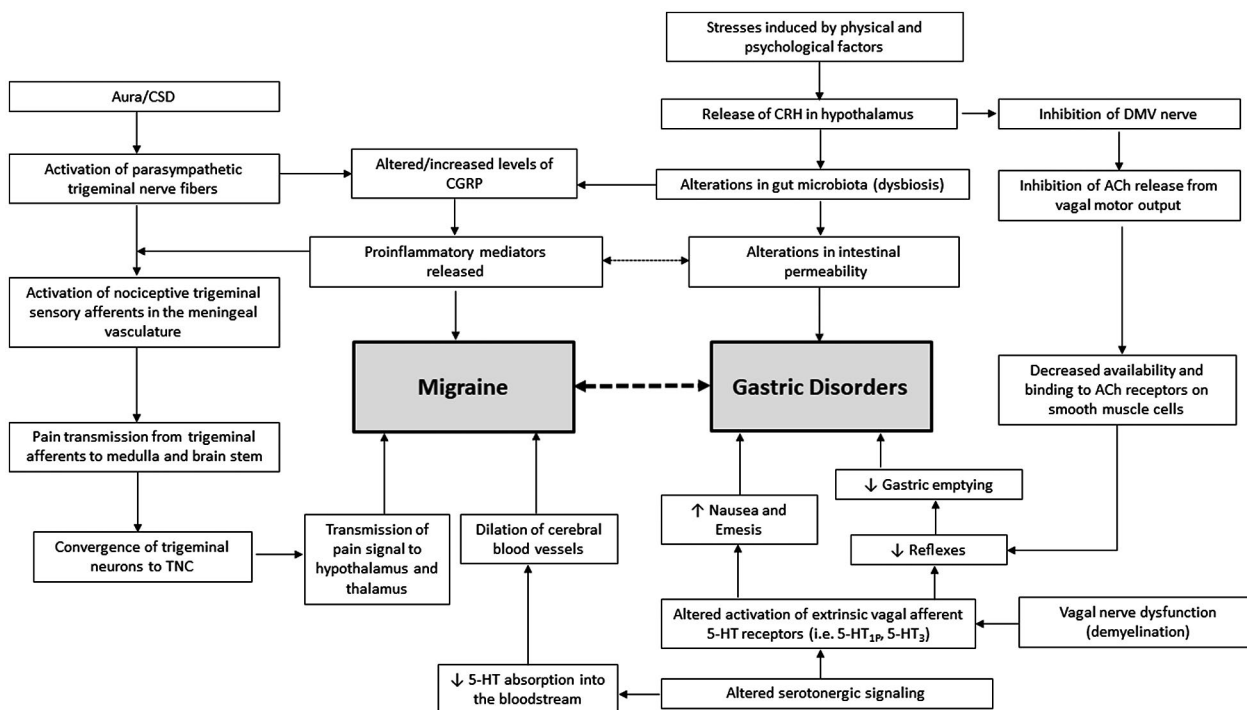 Stresses induced by physical and
psychological factors
Aura/CSD
Release of CRH in hypothalamus
Inhibition of DMV nerve
Activation of parasympathetic
trigeminal nerve fibers
Altered/increased levels of
CGRP
Alterations in gut microbiota (dysbiosis)
Inhibition of ACh release from
vagal motor output
Proinflammatory mediators
released
Alterations in intestinal
permeability
Activation of nociceptive trigeminal
sensory afferents in the meningeal
vasculature
Migraine
Gastric Disorders
Decreased availability and
binding to ACh receptors on
smooth muscle cells
Pain transmission from trigeminal
afferents to medulla and brain stem
↓ Gastric emptying
↑ Nausea and
Emesis
Convergence of trigeminal
neurons to TNC
Transmission of
pain signal to
hypothalamus and
thalamus
Dilation of cerebral
blood vessels
↓ Reflexes
Altered activation of extrinsic vagal afferent
5-HT receptors (i.e. 5-HT1P, 5-HT3)
Vagal nerve dysfunction
(demyelination)
↓ 5-HT absorption into
the bloodstream
Altered serotonergic signaling